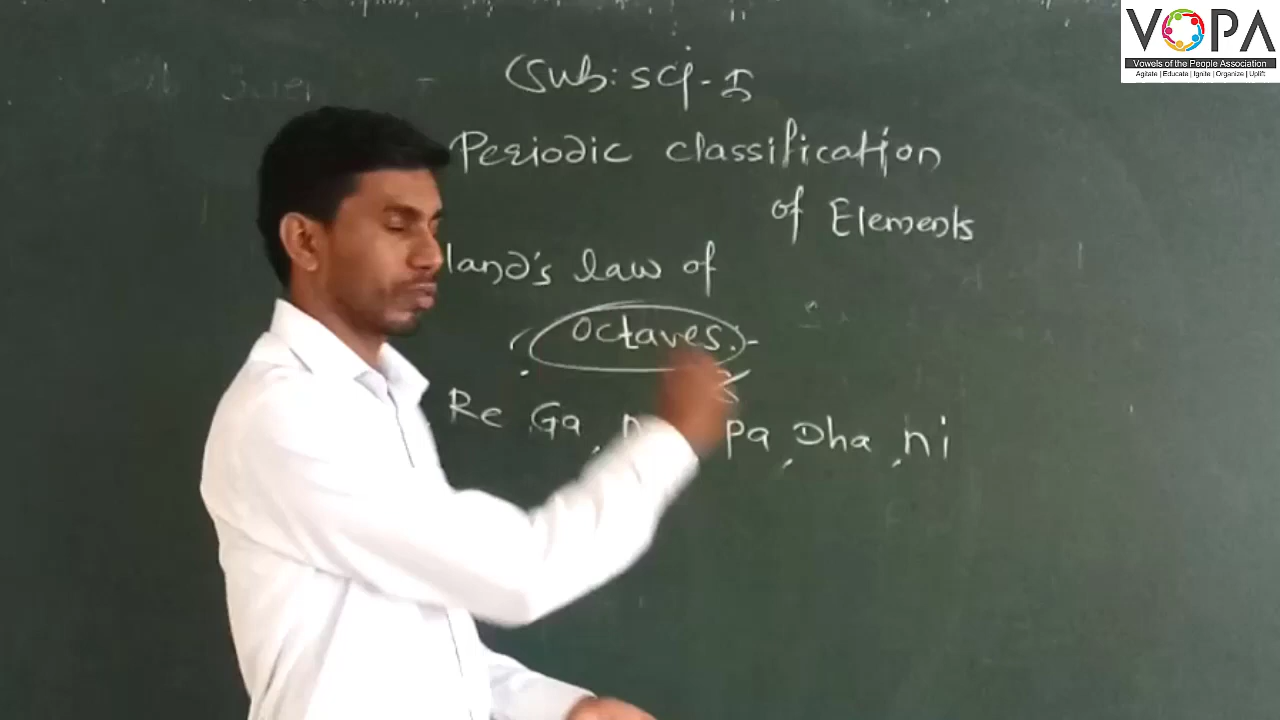 VOPA
Vowels of the People Association
Agitate | Educate | Ignite | Organize | Uplift
Sub: sci - I
Periodic classification
of Elements
land's law of
Octaves.
Re Ga, Pa, Dha, ni